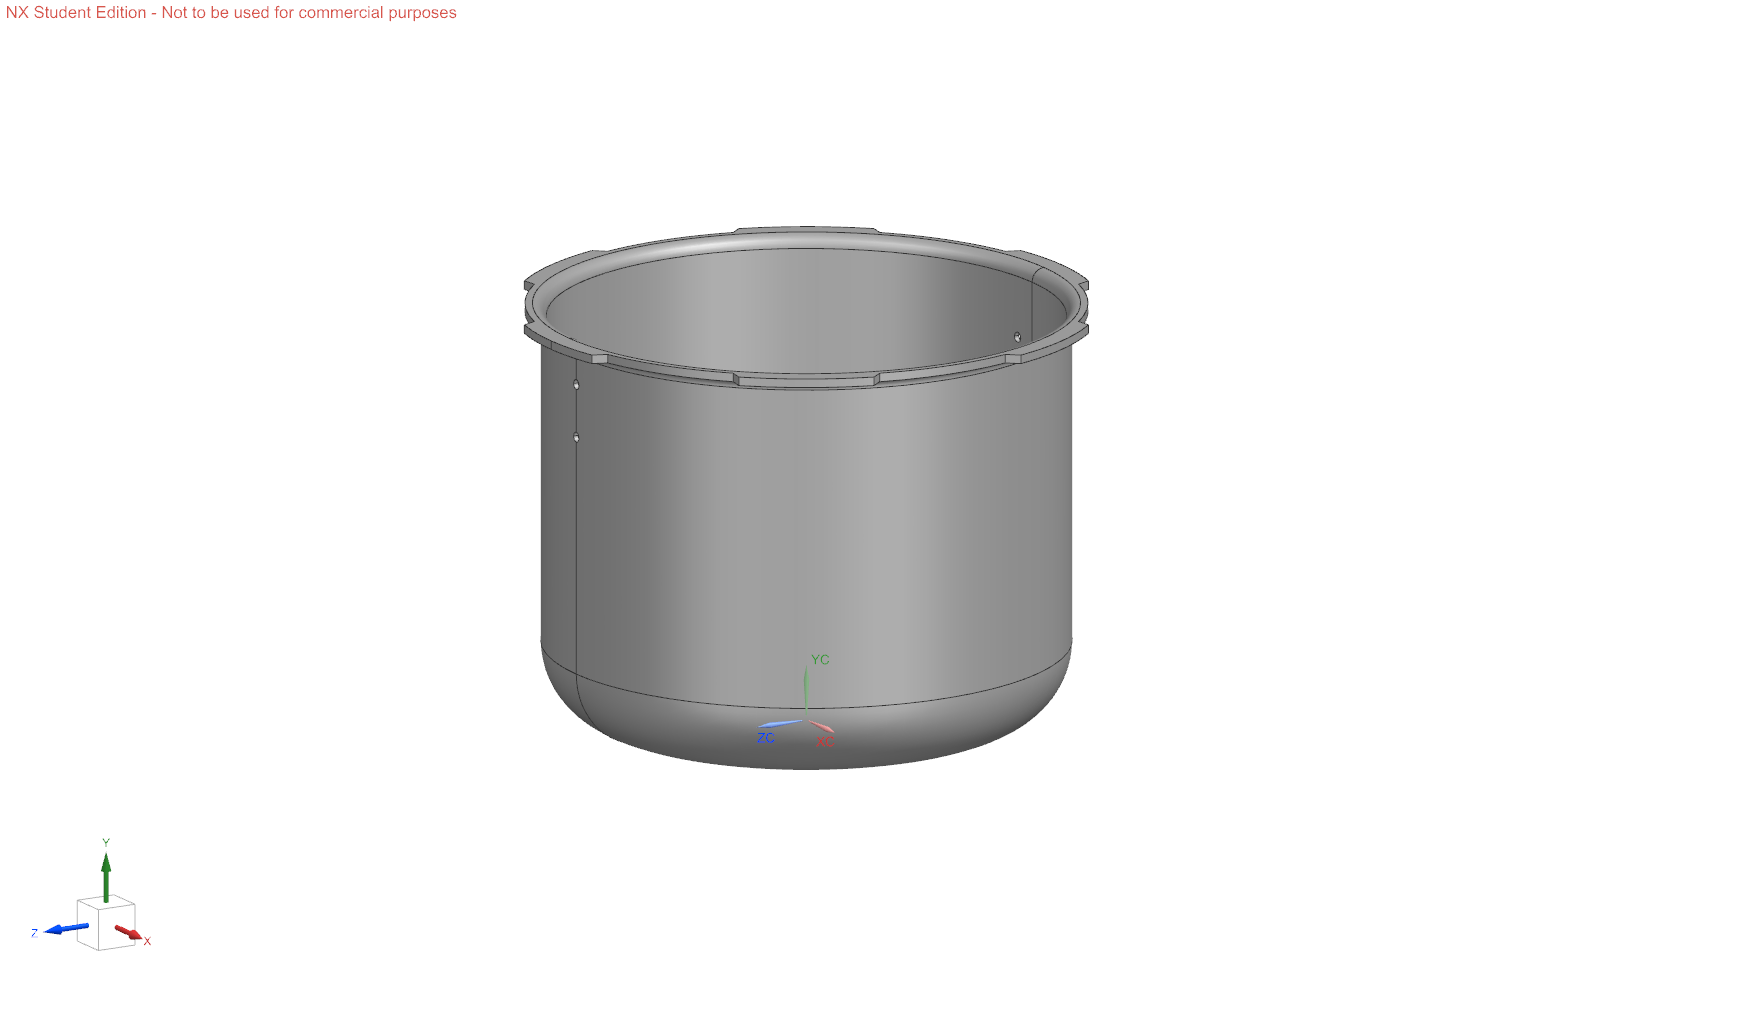 NX Student Edition - Not to be used for commercial purposes
YC
ZC
XC
Y
Z
X